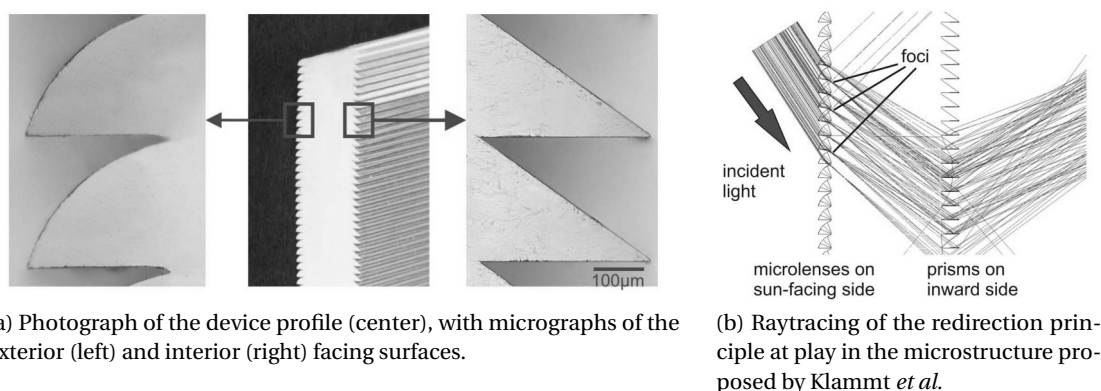 100µm
foci
incident
light
microlenses on
sun-facing side
prisms on
inward side
a) Photograph of the device profile (center), with micrographs of the
xterior (left) and interior (right) facing surfaces.
(b) Raytracing of the redirection prin-
ciple at play in the microstructure pro-
posed by Klammt et al.